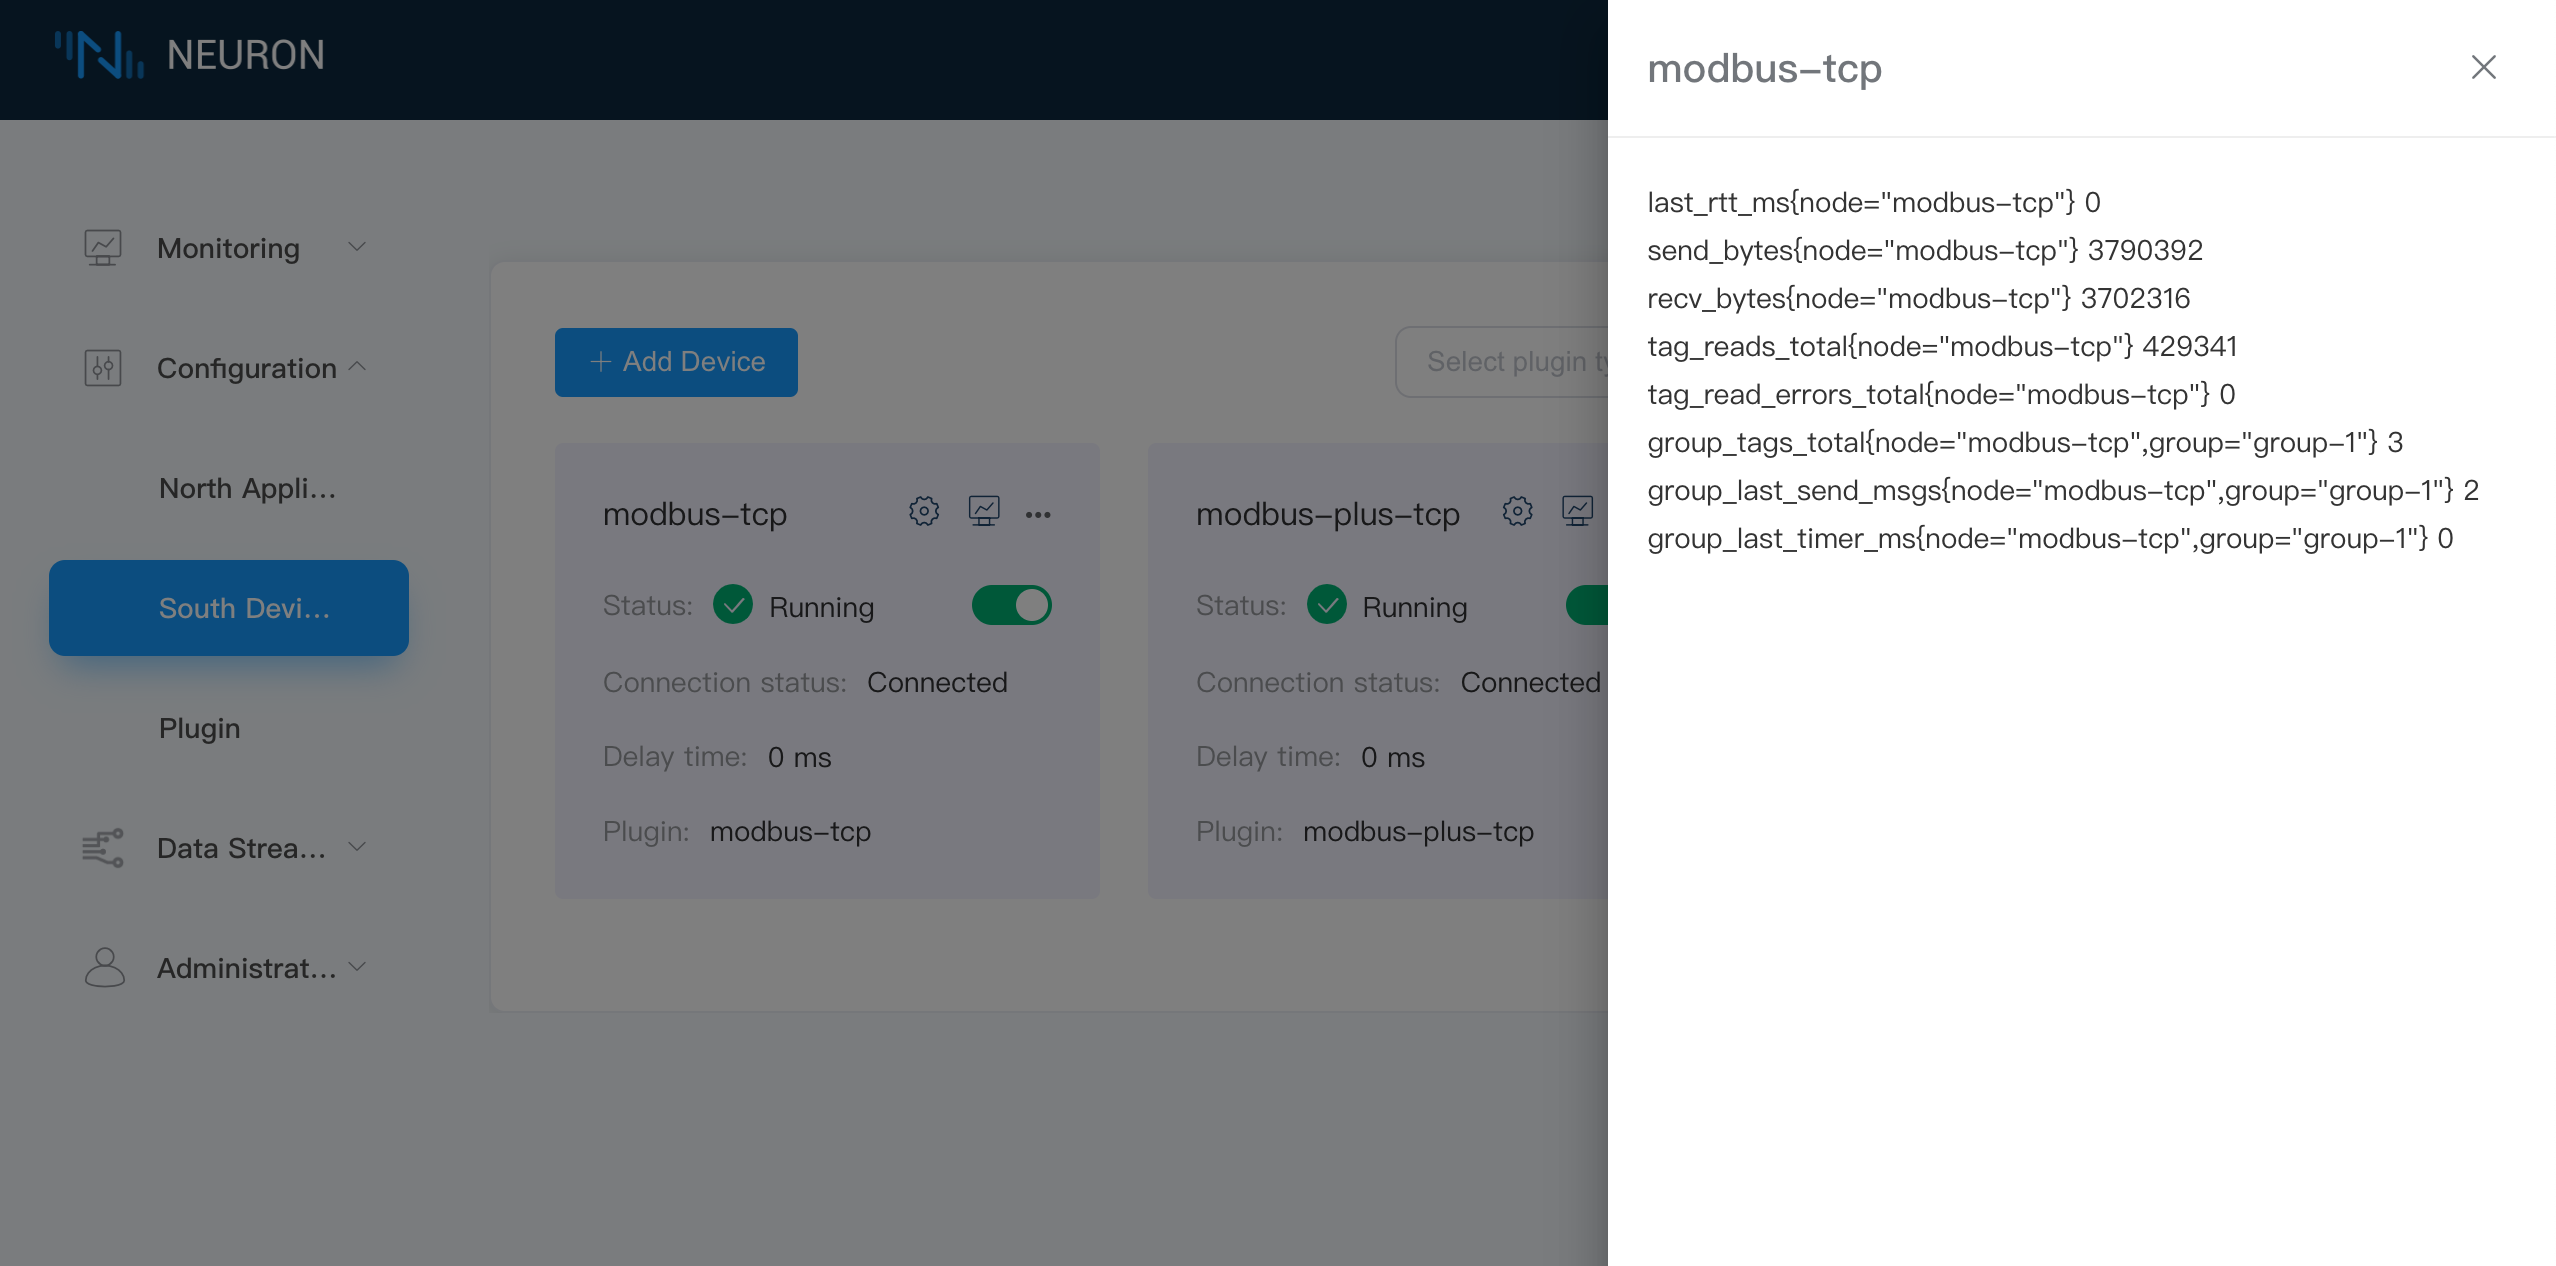 NEURON
Monitoring
Configuration
North Appli...
South Devi...
Plugin
Data Strea...
Administrat...
+ Add Device
Select plugin
modbus-tcp
Status: Running
Connection status: Connected
Delay time: 0 ms
Plugin: modbus-tcp
modbus-plus-tcp
Status: Running
Connection status: Connected
Delay time: 0 ms
Plugin: modbus-plus-tcp
modbus-tcp
last_rtt_ms{node="modbus-tcp"} 0
send_bytes{node="modbus-tcp"} 3790392
recv_bytes{node="modbus-tcp"} 3702316
tag_reads_total{node="modbus-tcp"} 429341
tag_read_errors_total{node="modbus-tcp"} 0
group_tags_total{node="modbus-tcp",group="group-1"} 3
group_last_send_msgs{node="modbus-tcp",group="group-1"} 2
group_last_timer_ms{node="modbus-tcp",group="group-1"} 0